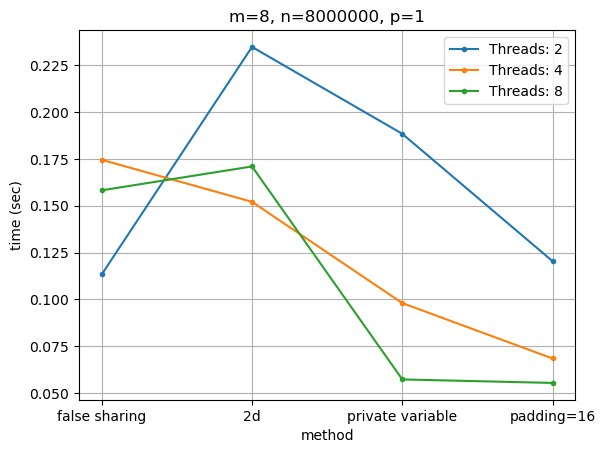 m=8, n=8000000, p=1
Threads: 2
Threads: 4
Threads: 8
time (sec)
0.225
0.200
0.175
0.150
0.125
0.100
0.075
0.050
false sharing 2d private variable padding=16
method